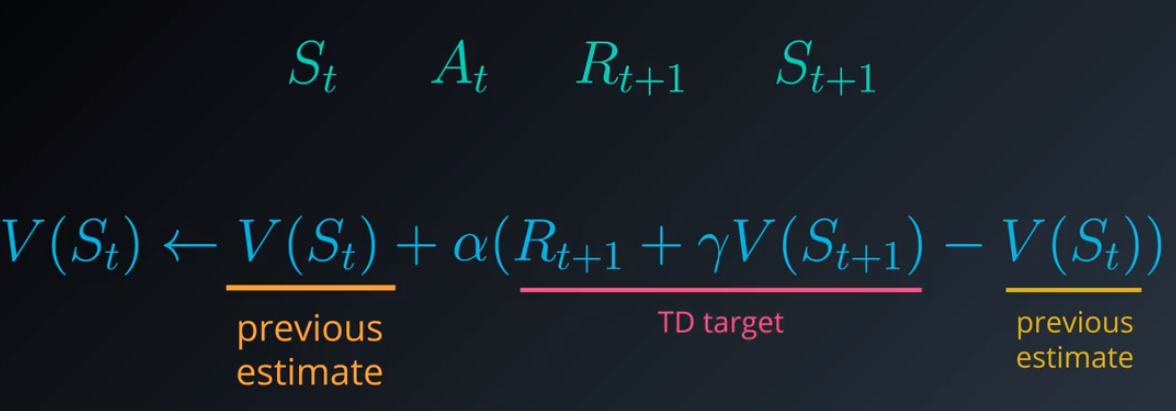 S_t A_t R_{t+1} S_{t+1}
V(S_t) ← V(S_t) + α(R_{t+1} + γV(S_{t+1}) − V(S_t))
previous estimate
TD target
previous estimate